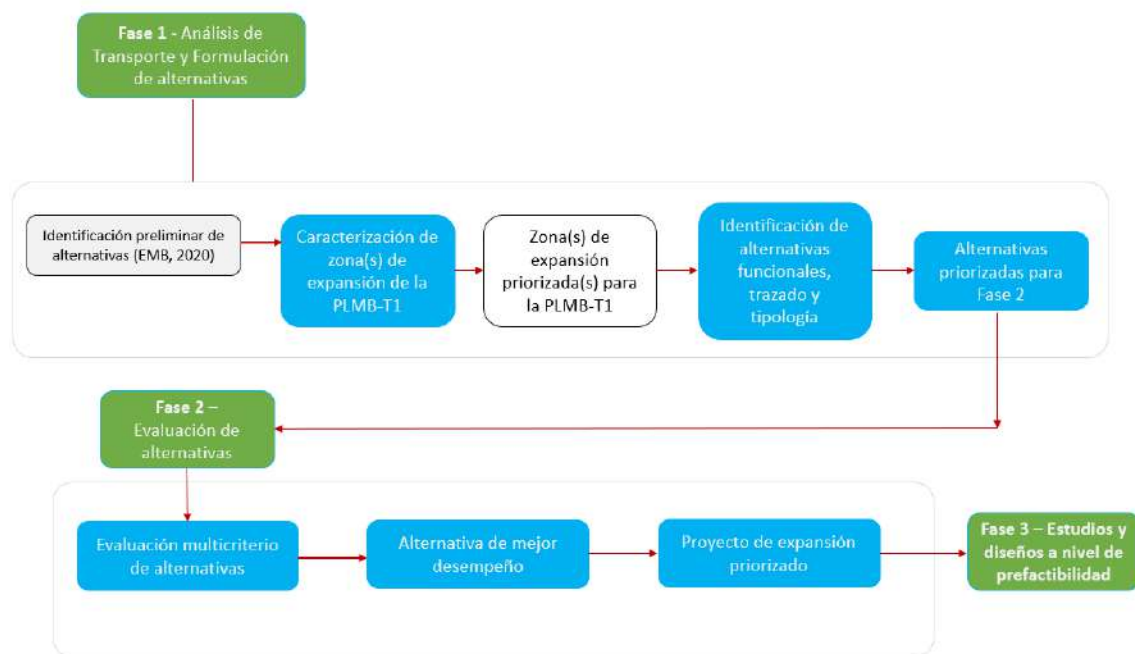 Fase 1 - Análisis de
Transporte y Formulación
de alternativas
Identificación preliminar de
alternativas (EMB, 2020)
Caracterización de
zona(s) de
expansión de la
PLMB-T1
Zona(s) de
expansión
priorizada(s) para
la PLMB-T1
Identificación de
alternativas
funcionales,
trazado y
tipología
Alternativas
priorizadas para
Fase 2
Fase 2 –
Evaluación de
alternativas
Evaluación multicriterio
de alternativas
Alternativa de mejor
desempeño
Proyecto de expansión
priorizado
Fase 3 – Estudios y
diseños a nivel de
prefactibilidad